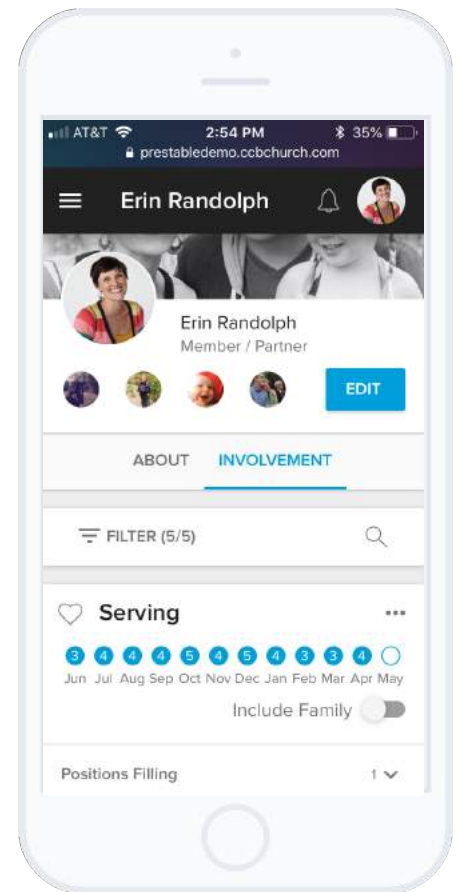 AT&T 2:54 PM 35%
prestabledemo.ccbchurch.com
Erin Randolph
Erin Randolph
Member / Partner
EDIT
ABOUT INVOLVEMENT
FILTER (5/5)
Serving
3 4 4 4 5 4 5 4 3 3 4
Jun Jul Aug Sep Oct Nov Dec Jan Feb Mar Apr May
Include Family
Positions Filling 1